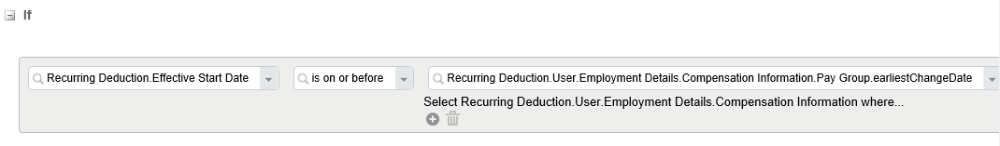 If
Recurring Deduction.Effective Start Date is on or before Recurring Deduction.User.Employment Details.Compensation Information.Pay Group.earliestChangeDate
Select Recurring Deduction.User.Employment Details.Compensation Information where...